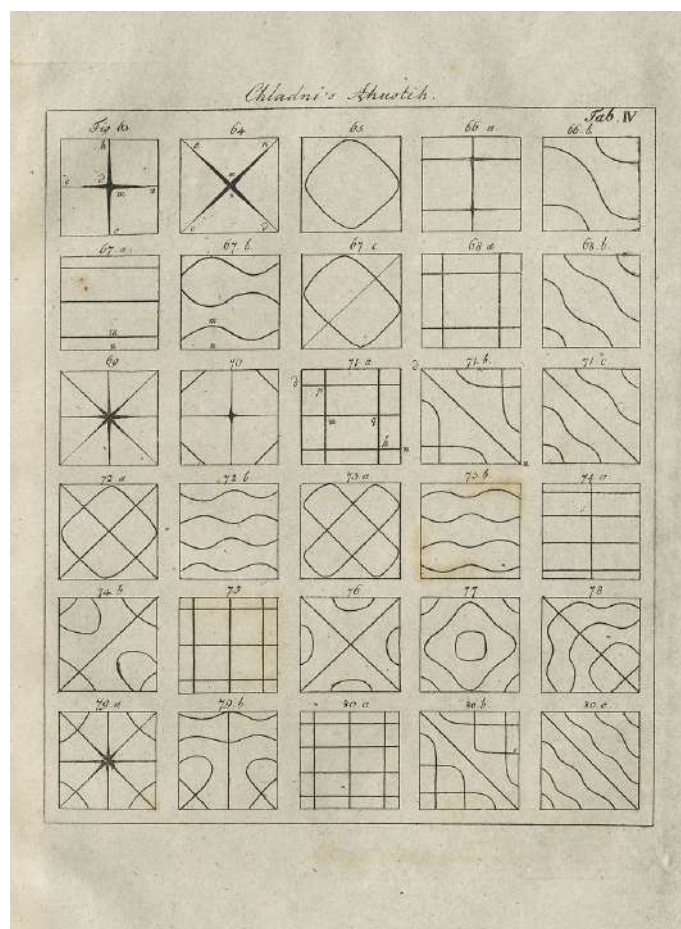 Chladni's Akustik.
Tab. IV
Fig. 63 64 65 66 a. 66 b.
67. a. 67. b 67. c 68 a 68. b.
69 70 71. a 71. b. 71. c.
72 a 72 b 73. a 73. b. 74. a
74. b 75 76 77 78
79. a 79. b 80. a 80. b. 80. c.